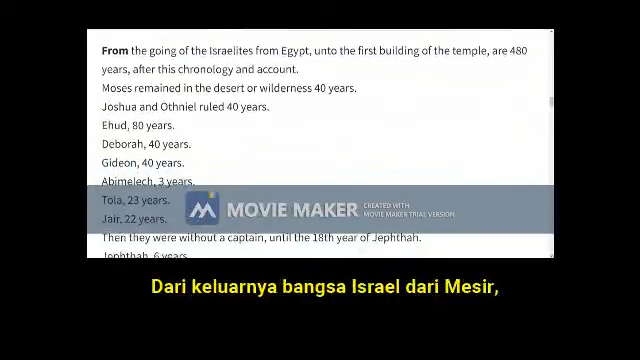 From the going of the Israelites from Egypt, unto the first building of the temple, are 480
years, after this chronology and account.
Moses remained in the desert or wilderness 40 years.
Joshua and Othniel ruled 40 years.
Ehud, 80 years.
Deborah, 40 years.
Gideon, 40 years.
Abimelech, 3 years.
Tola, 23 years.
MOVIE MAKER
CREATED WITH
MOVIE MAKER TRIAL VERSION
Jair, 22 years.
Then they were without a captain, until the 18th year of Jephthah.
Jephthah, 6 years
Dari keluarnya bangsa Israel dari Mesir,